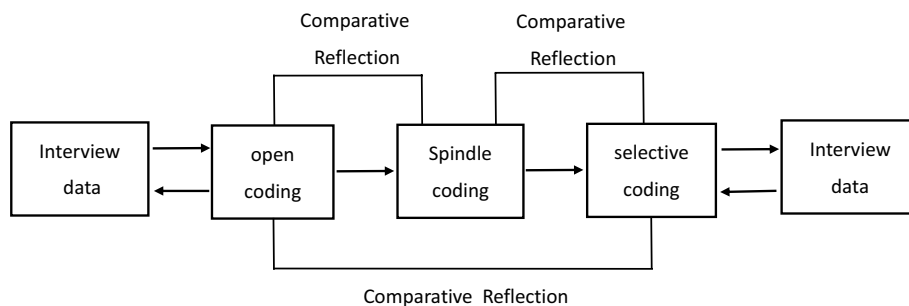 Comparative
Reflection
Comparative
Reflection
Interview
data
open
coding
Spindle
coding
selective
coding
Interview
data
Comparative Reflection